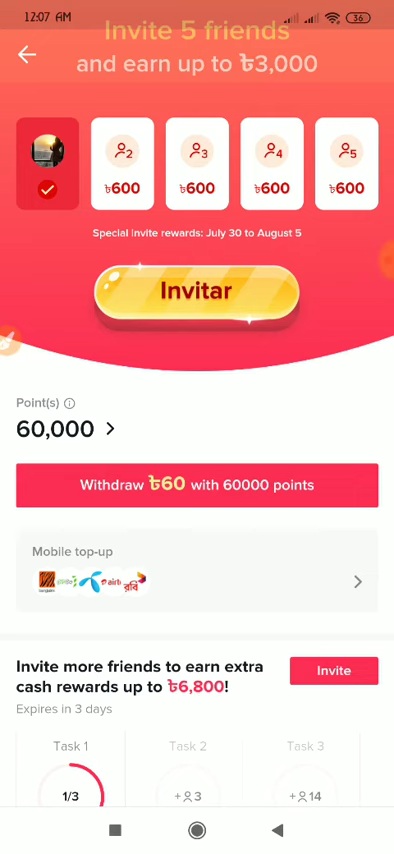 12:07 AM
36
Invite 5 friends
and earn up to ৳3,000
2
3
4
5
৳600
৳600
৳600
৳600
Special invite rewards: July 30 to August 5
Invitar
Point(s)
60,000
Withdraw ৳60 with 60000 points
Mobile top-up
airt
রবি
Invite more friends to earn extra
cash rewards up to ৳6,800!
Invite
Expires in 3 days
Task 1
Task 2
Task 3
1/3
+3
+14